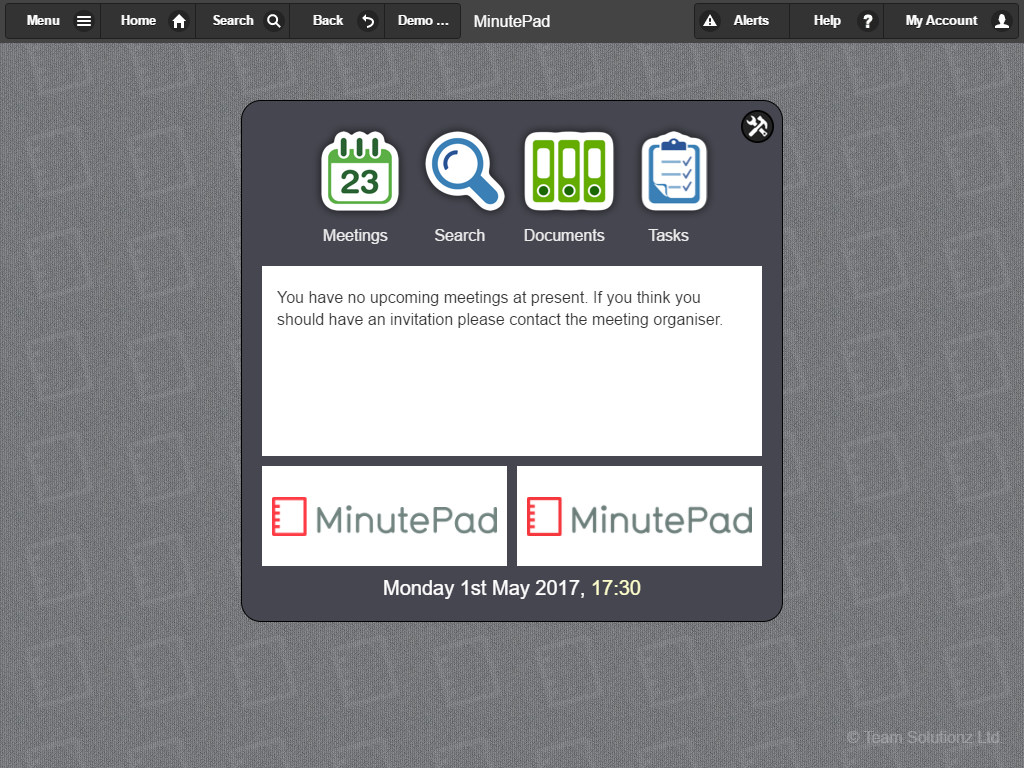 Menu Home Search Back Demo ... MinutePad Alerts Help ? My Account
23
Meetings Search Documents Tasks
You have no upcoming meetings at present. If you think you
should have an invitation please contact the meeting organiser.
MinutePad MinutePad
Monday 1st May 2017, 17:30
© Team Solutionz Ltd